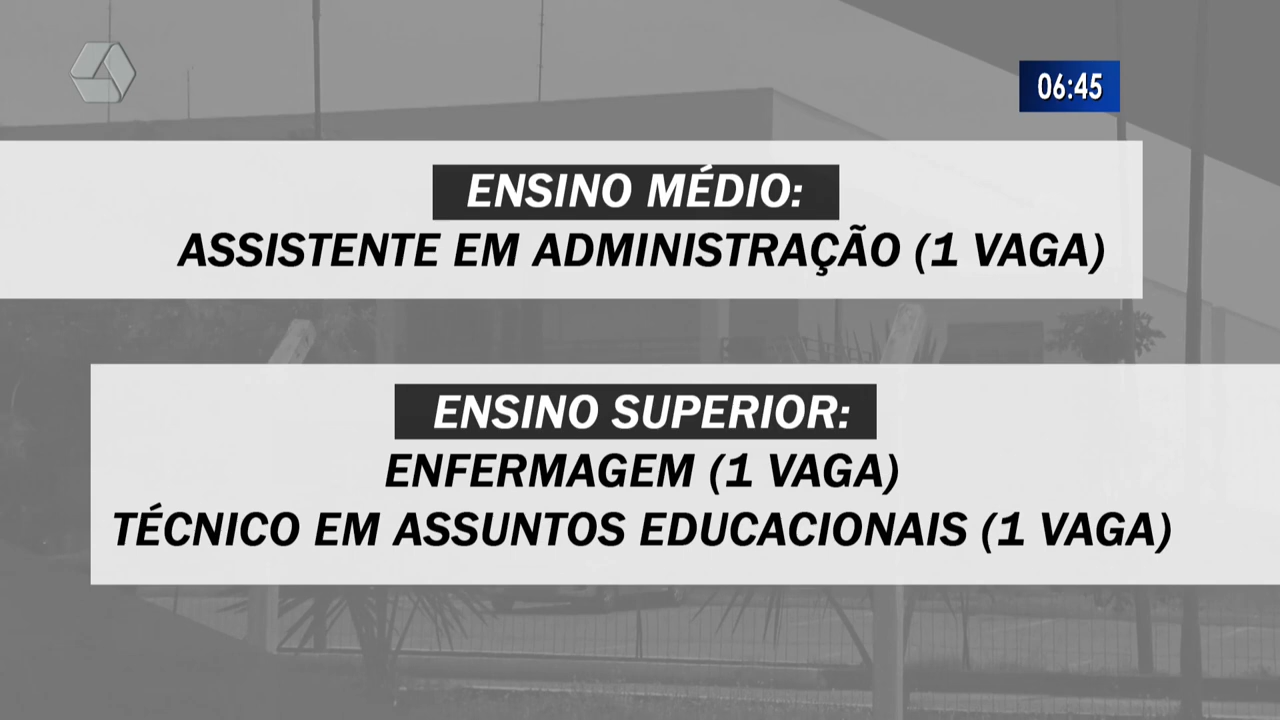 06:45
ENSINO MÉDIO:
ASSISTENTE EM ADMINISTRAÇÃO (1 VAGA)
ENSINO SUPERIOR:
ENFERMAGEM (1 VAGA)
TÉCNICO EM ASSUNTOS EDUCACIONAIS (1 VAGA)